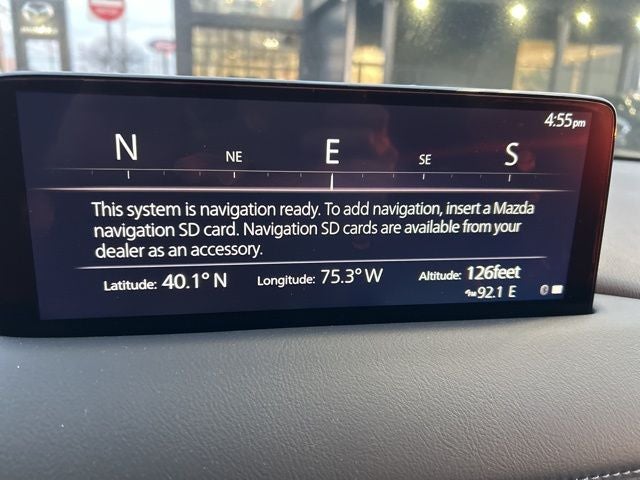 4:55pm
N NE E SE S
This system is navigation ready. To add navigation, insert a Mazda
navigation SD card. Navigation SD cards are available from your
dealer as an accessory.
Latitude: 40.1° N Longitude: 75.3° W Altitude: 126feet
FM 92.1 E